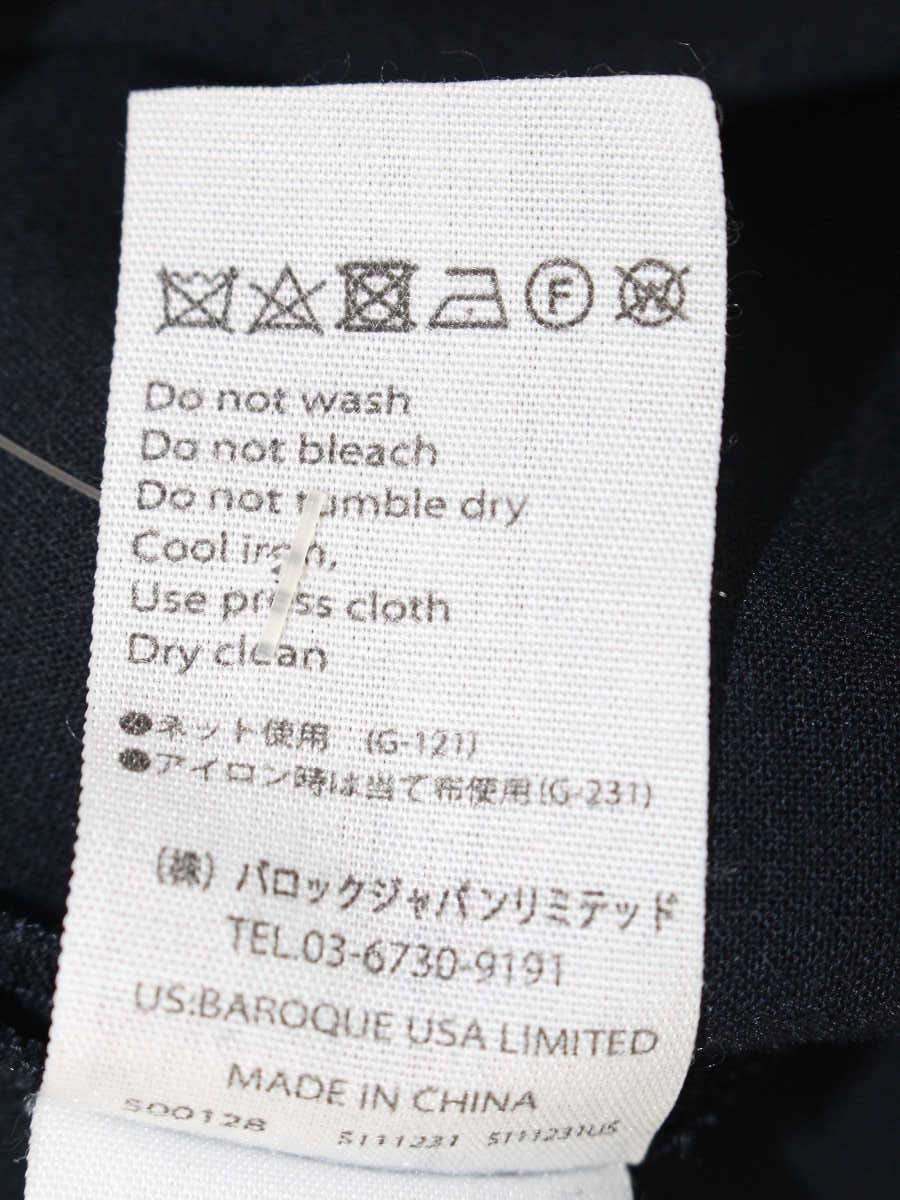 F W
Do not wash
Do not bleach
Do not tumble dry
Cool iron,
Use press cloth
Dry clean
●ネット使用 (G-121)
●アイロン時は当て布使用(G-231)
(株) バロックジャパンリミテッド
TEL.03-6730-9191
US:BAROQUE USA LIMITED
MADE IN CHINA
500128 5111231 5111231US